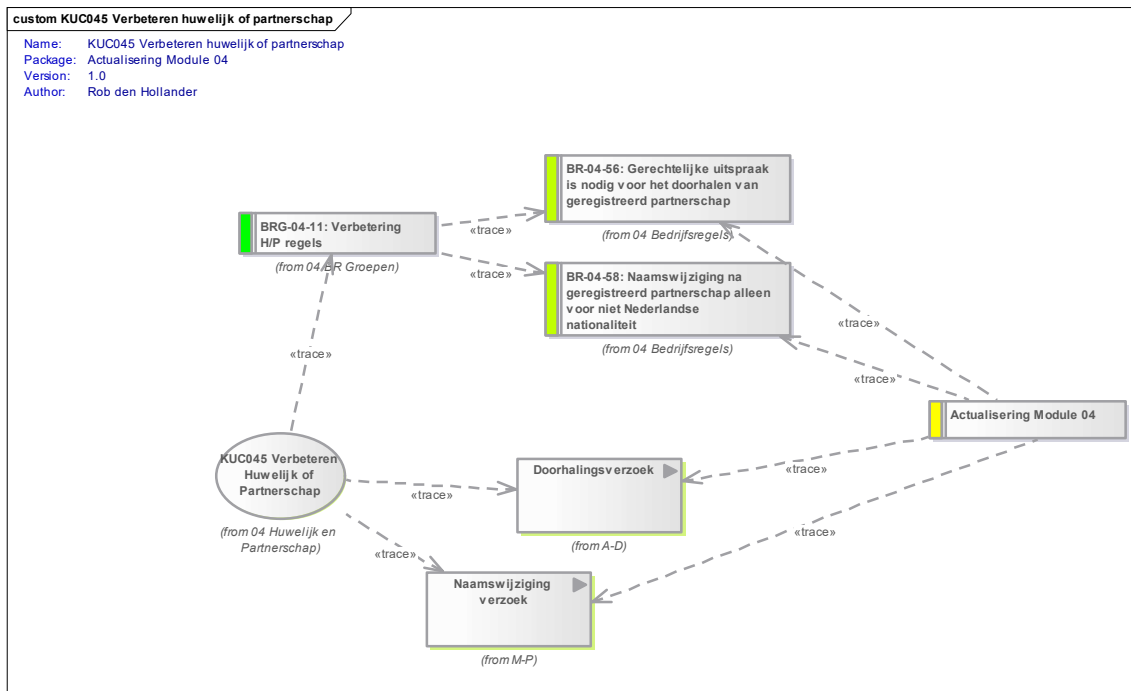 custom KUC045 Verbeteren huwelijk of partnerschap
Name: KUC045 Verbeteren huwelijk of partnerschap
Package: Actualisering Module 04
Version: 1.0
Author: Rob den Hollander
BR-04-56: Gerechtelijke uitspraak
is nodig voor het doorhalen van
geregistreerd partnerschap
(from 04 Bedrijfsregels)
BRG-04-11: Verbetering
H/P regels
(from 04 BR Groepen)
«trace»
«trace»
BR-04-58: Naamswijziging na
geregistreerd partnerschap alleen
voor niet Nederlandse
nationaliteit
(from 04 Bedrijfsregels)
«trace»
«trace»
«trace»
Actualisering Module 04
KUC045 Verbeteren
Huwelijk of
Partnerschap
(from 04 Huwelijk en
Partnerschap)
«trace»
Doorhalingsverzoek
(from A-D)
«trace»
«trace»
«trace»
Naamswijziging
verzoek
(from M-P)